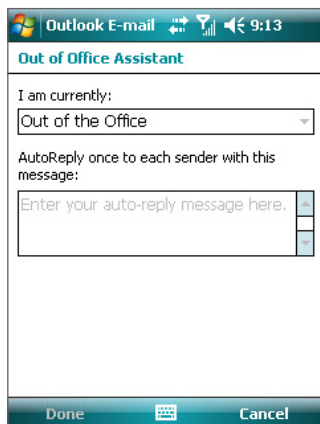 Outlook E-mail 9:13
Out of Office Assistant
I am currently:
Out of the Office
AutoReply once to each sender with this
message:
Enter your auto-reply message here.
Done Cancel